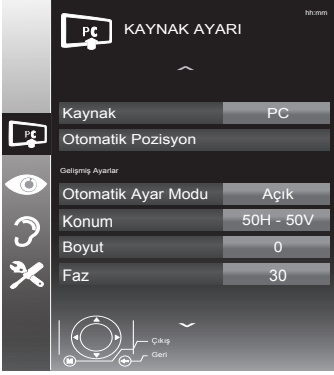 PC
KAYNAK AYARI
hh:mm
Kaynak PC
Otomatik Pozisyon
PC
Gelişmiş Ayarlar
Otomatik Ayar Modu Açık
Konum 50H - 50V
Boyut 0
Faz 30
Çıkış
M
Geri